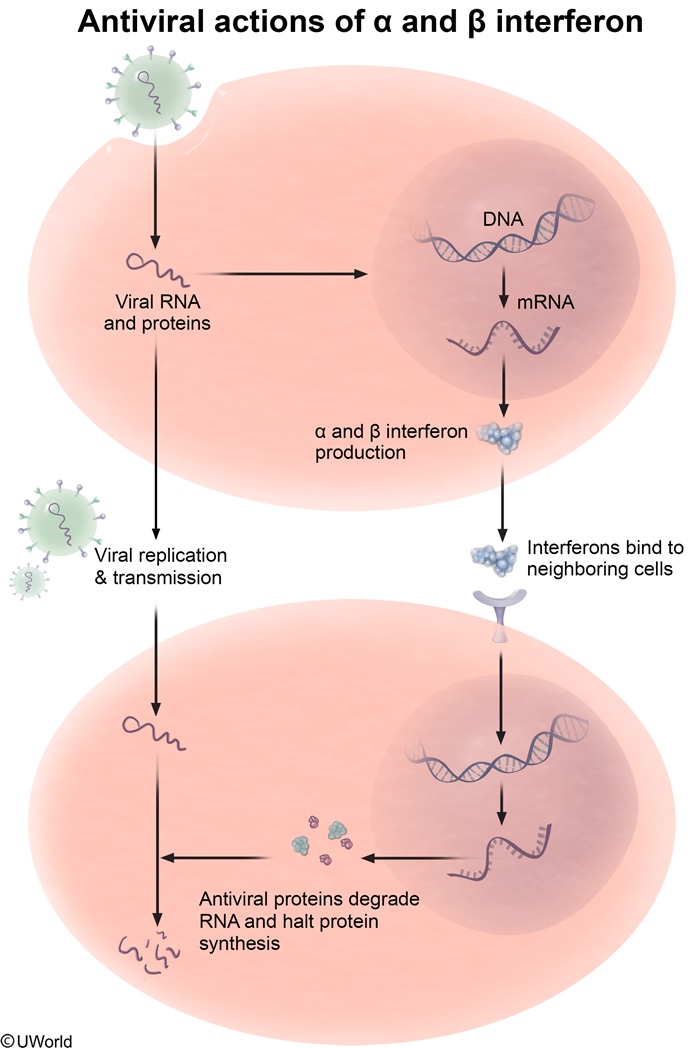 Antiviral actions of α and β interferon
DNA
Viral RNA
and proteins
mRNA
α and β interferon
production
Viral replication
& transmission
Interferons bind to
neighboring cells
Antiviral proteins degrade
RNA and halt protein
synthesis
©UWorld